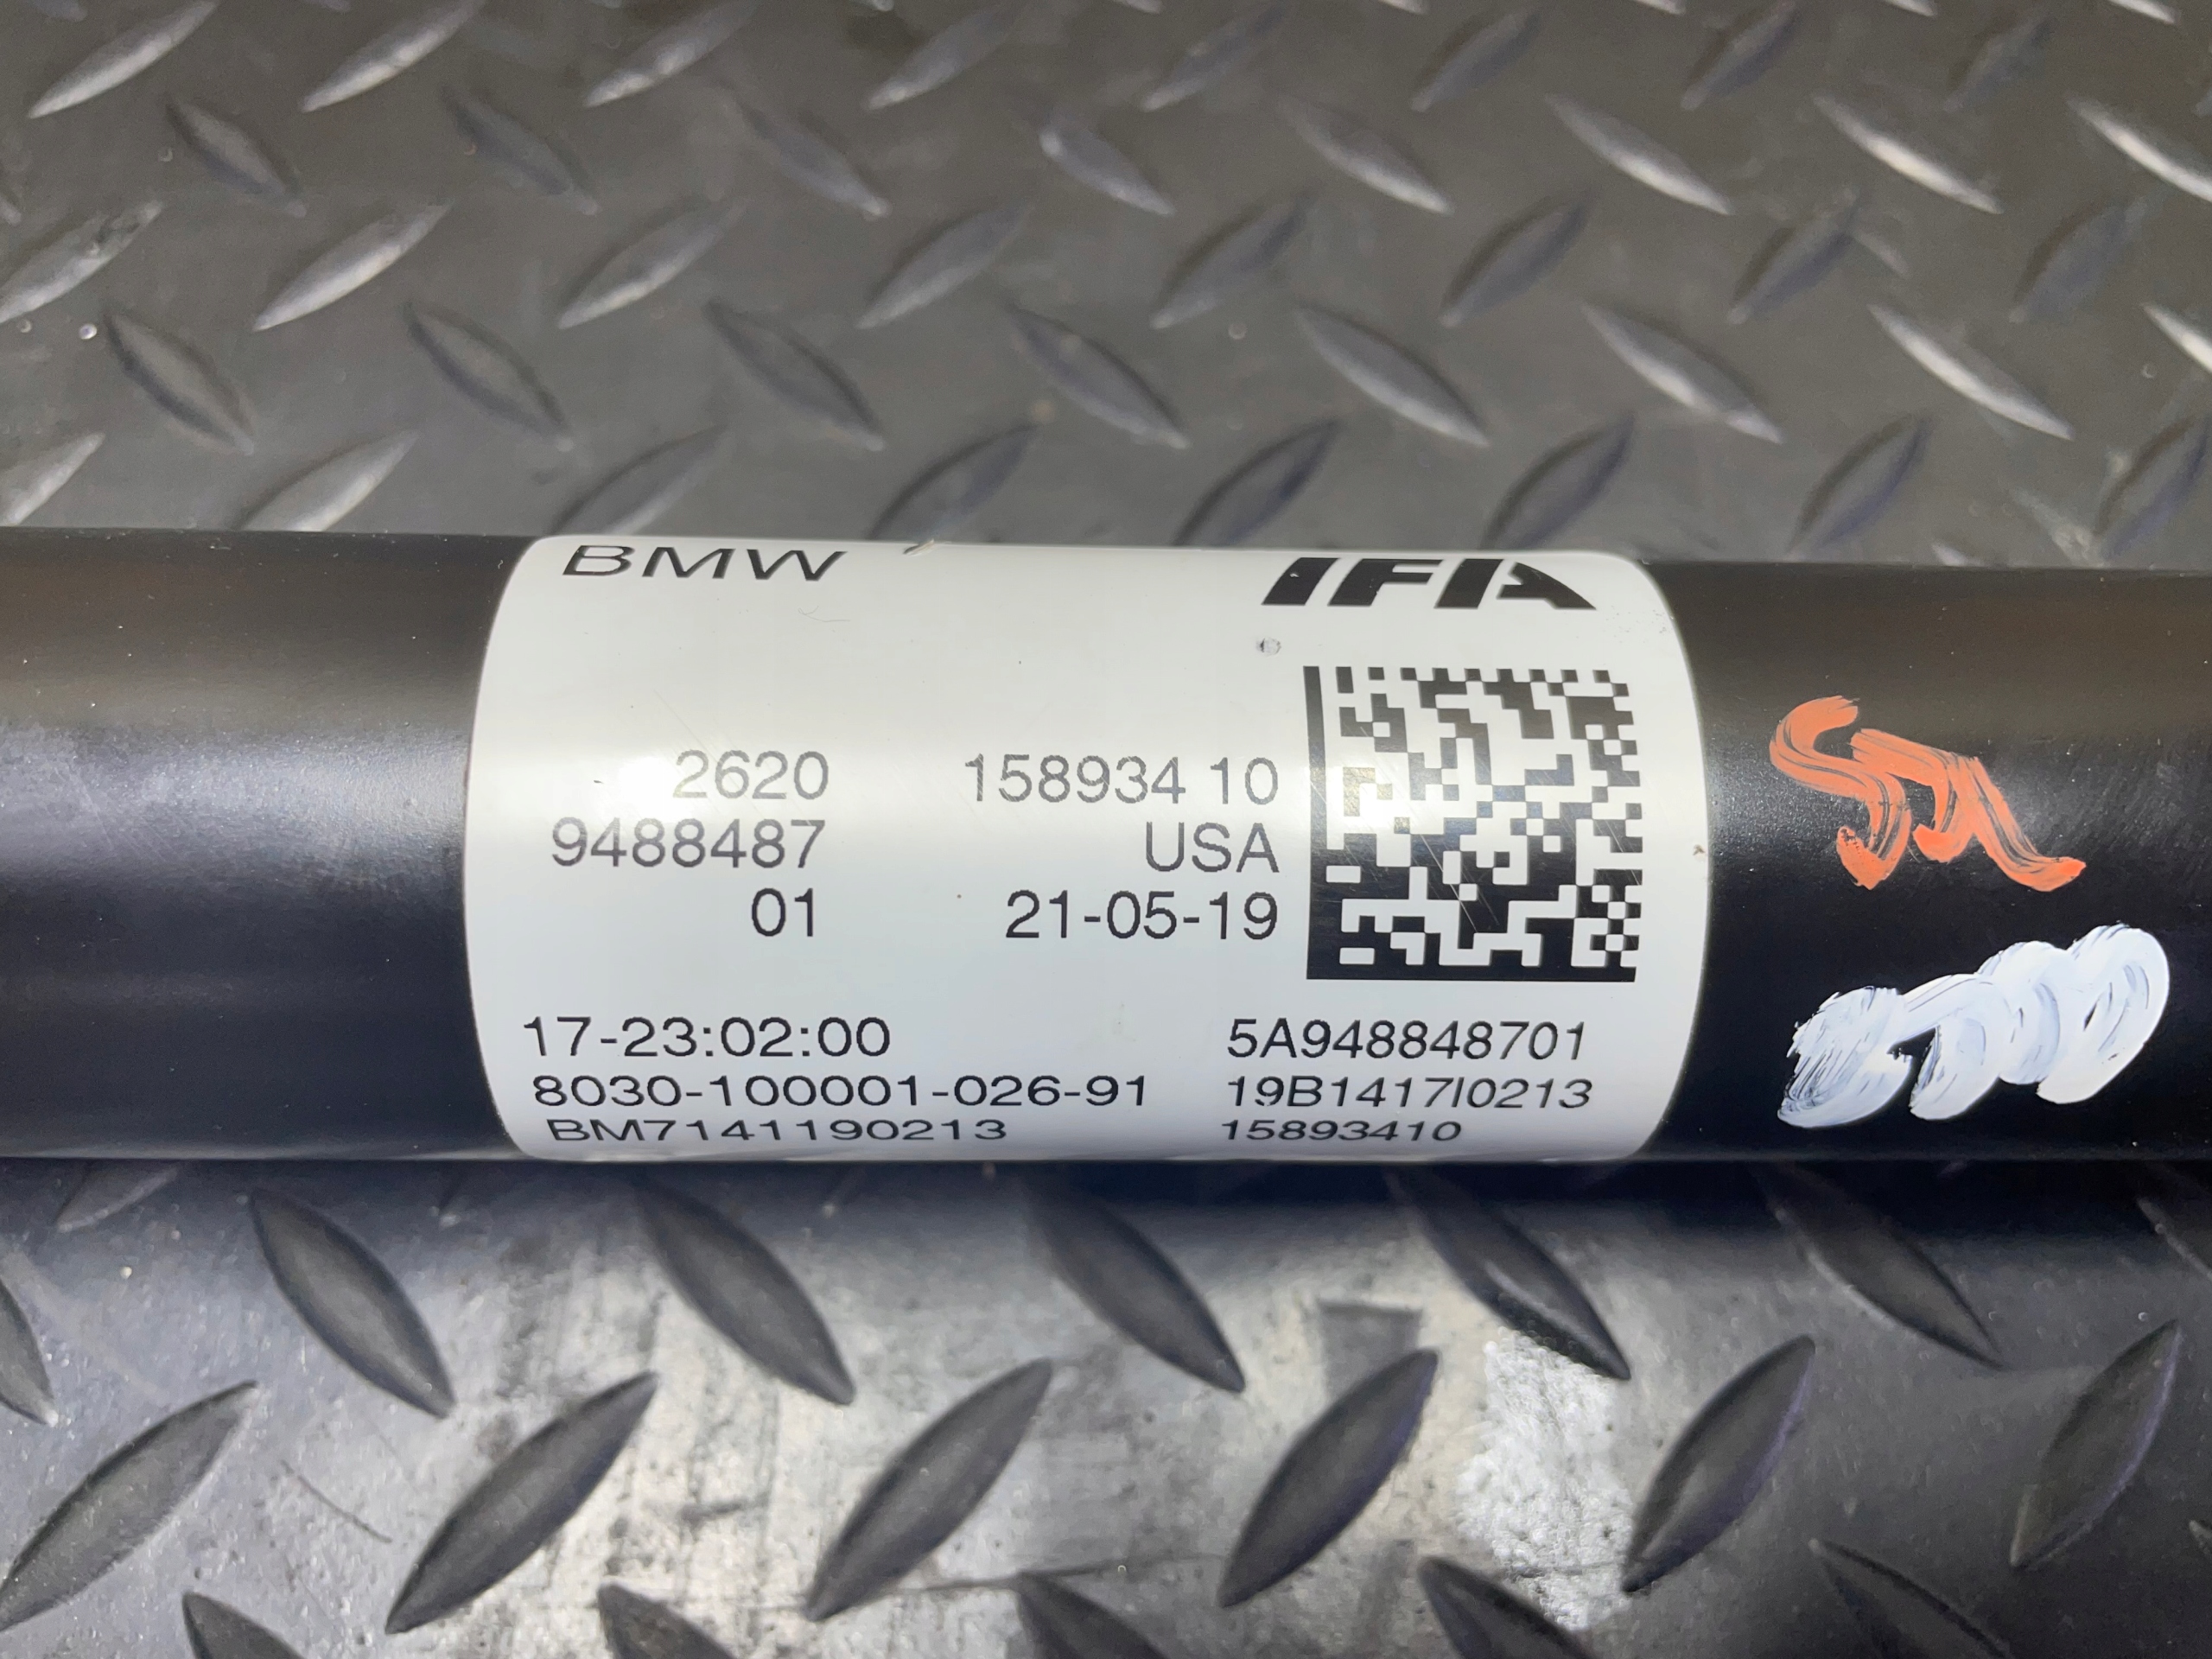 BMW
IFA
2620
158934 10
9488487
USA
01
21-05-19
17-23:02:00
5A948848701
8030-100001-026-91
19B1417I0213
BM7141190213
15893410